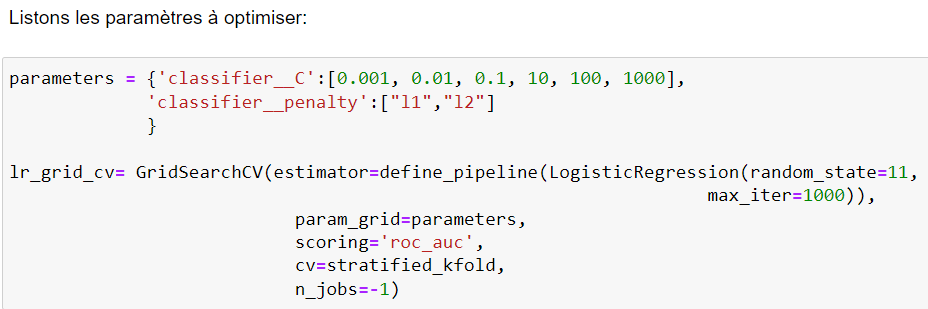 Listons les paramètres à optimiser:
parameters = {'classifier__C':[0.001, 0.01, 0.1, 10, 100, 1000],
'classifier__penalty':["l1","l2"]
}
lr_grid_cv= GridSearchCV(estimator=define_pipeline(LogisticRegression(random_state=11,
max_iter=1000)),
param_grid=parameters,
scoring='roc_auc',
cv=stratified_kfold,
n_jobs=-1)